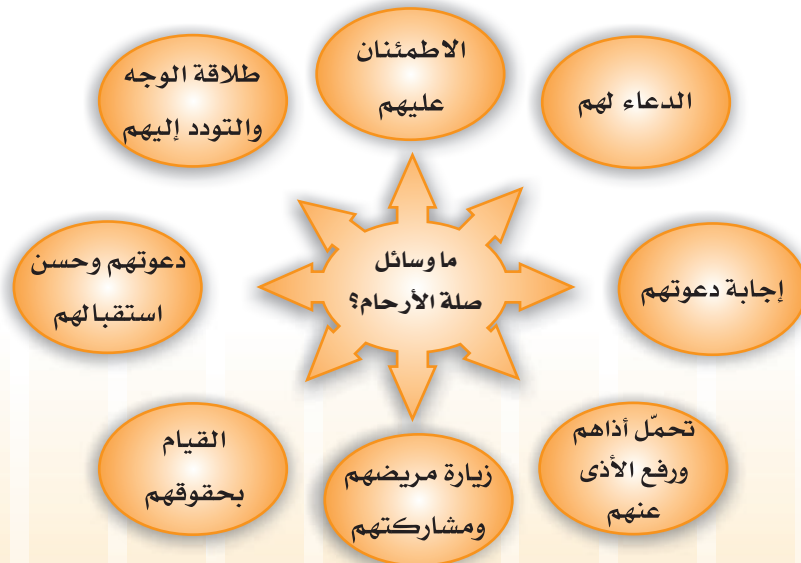 ما وسائل
صلة الأرحام؟
الاطمئنان
عليهم
الدعاء لهم
إجابة دعوتهم
تحمّل أذاهم
ورفع الأذى
عنهم
زيارة مريضهم
ومشاركتهم
القيام
بحقوقهم
دعوتهم وحسن
استقبالهم
طلاقة الوجه
والتودد إليهم